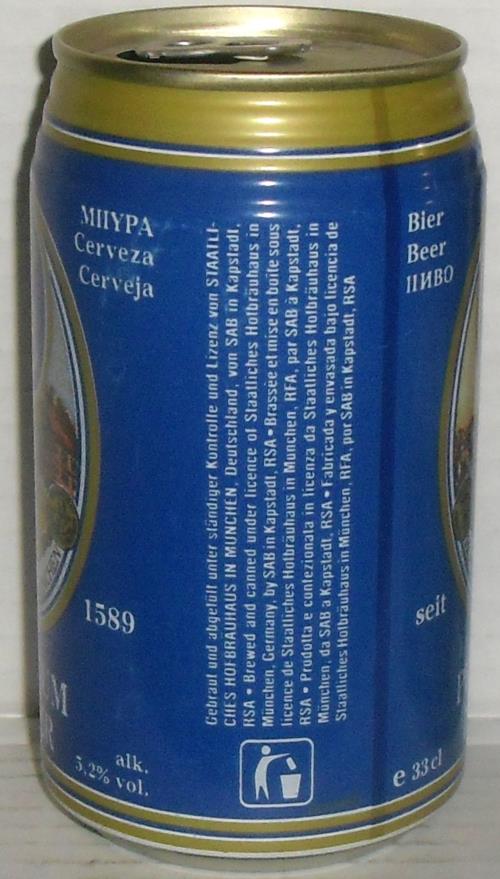 ΜΠΥΡΑ
Cerveza
Cerveja
1589
M
R
alk.
5,2% vol.
Gebraut und abgefüllt unter ständiger Kontrolle und Lizenz von STAATLI-
CHES HOFBRÄUHAUS IN MÜNCHEN, Deutschland, von SAB in Kapstadt,
RSA • Brewed and canned under licence of Staatliches Hofbräuhaus in
München, Germany, by SAB in Kapstadt, RSA • Brassée et mise en boîte sous
licence de Staatliches Hofbräuhaus in München, RFA, par SAB à Kapstadt,
RSA • Prodotta e confezionata in licenza da Staatliches Hofbräuhaus in
München, da SAB a Kapstadt, RSA • Fabricada y envasada bajo licencia de
Staatliches Hofbräuhaus in München, RFA, por SAB in Kapstadt, RSA
Bier
Beer
ПИВО
seit
e 33 cl